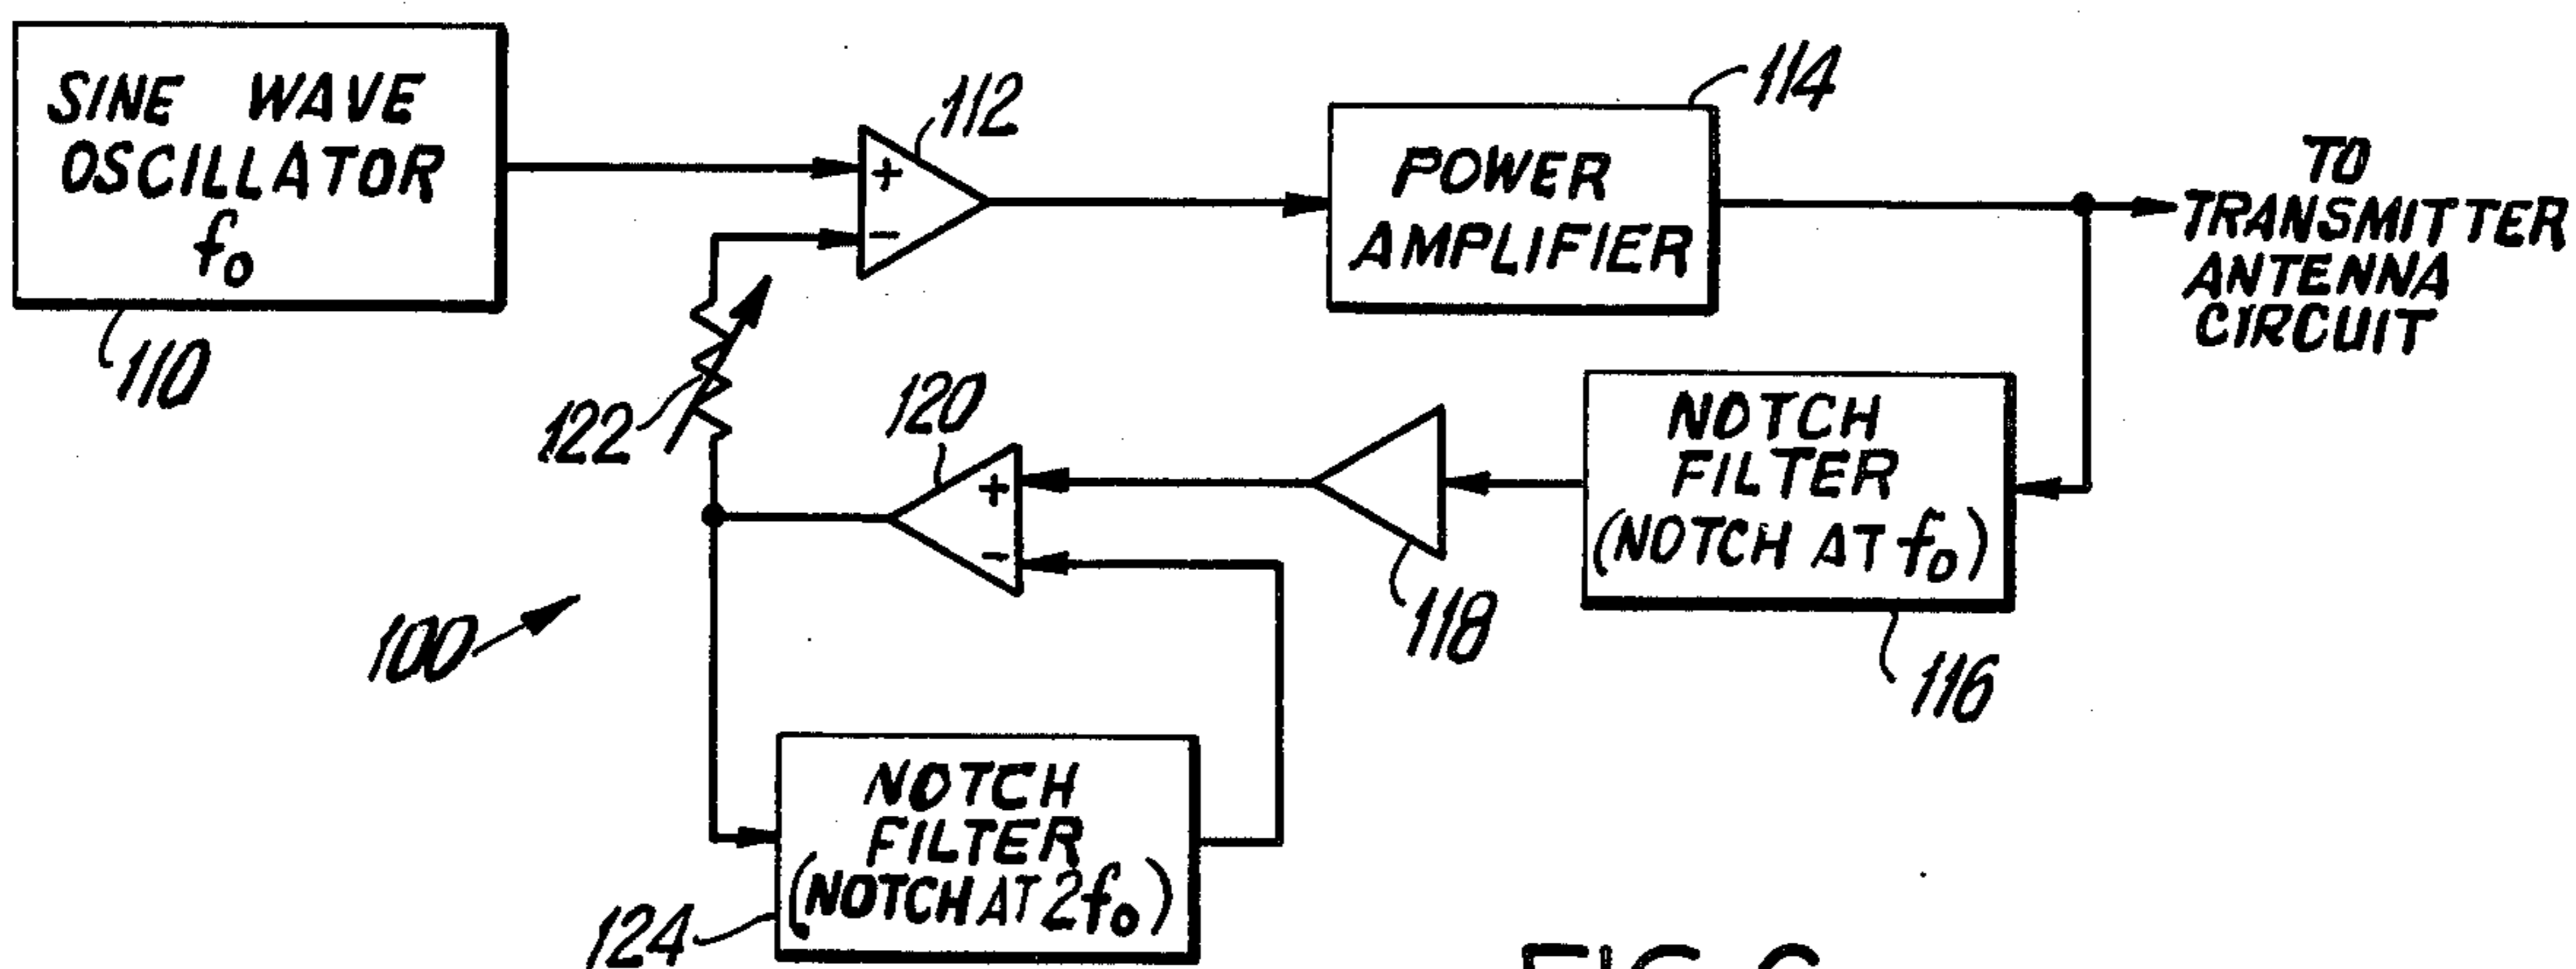 SINE WAVE
OSCILLATOR
f₀
110
+
−
112
POWER
AMPLIFIER
114
TO
TRANSMITTER
ANTENNA
CIRCUIT
122
120
+
−
118
NOTCH
FILTER
(NOTCH AT f₀)
116
100
NOTCH
FILTER
(NOTCH AT 2f₀)
124